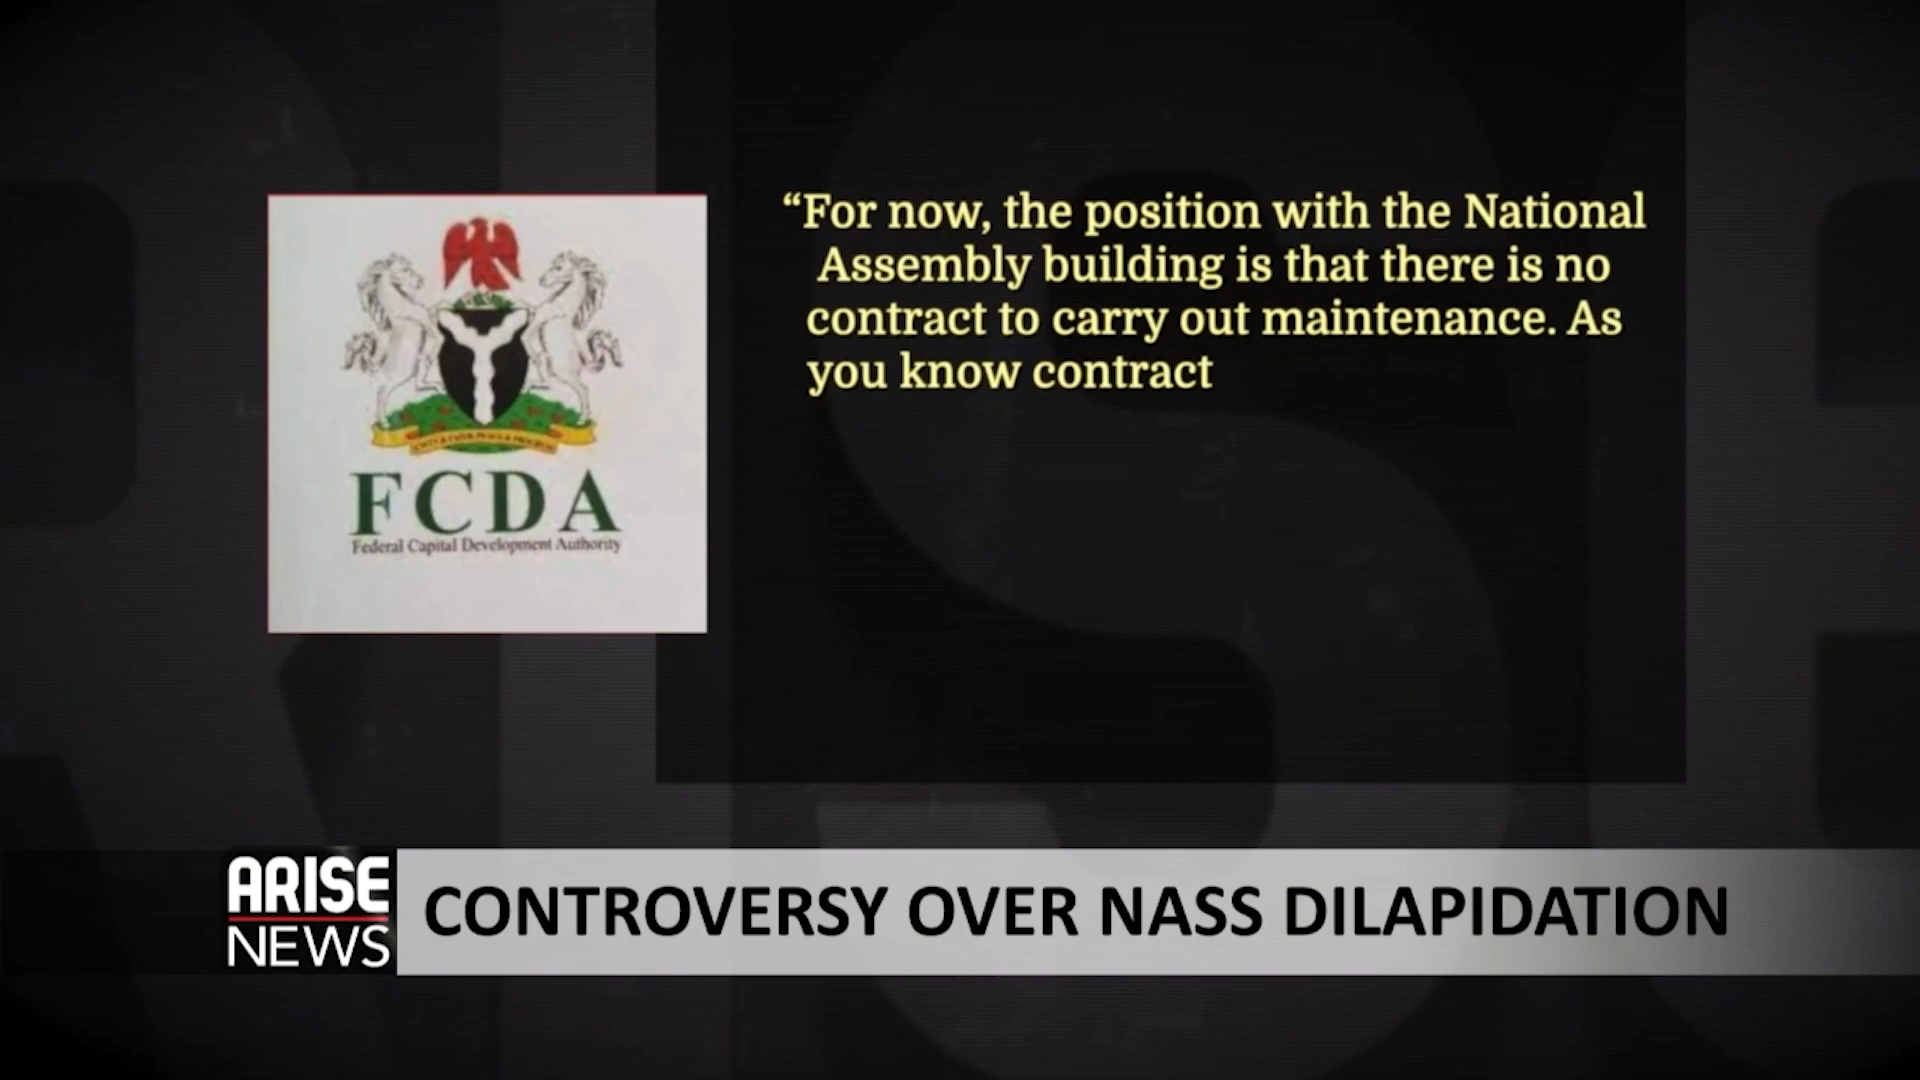 “For now, the position with the National
Assembly building is that there is no
contract to carry out maintenance. As
you know contract
FCDA
Federal Capital Development Authority
ARISE
NEWS
CONTROVERSY OVER NASS DILAPIDATION